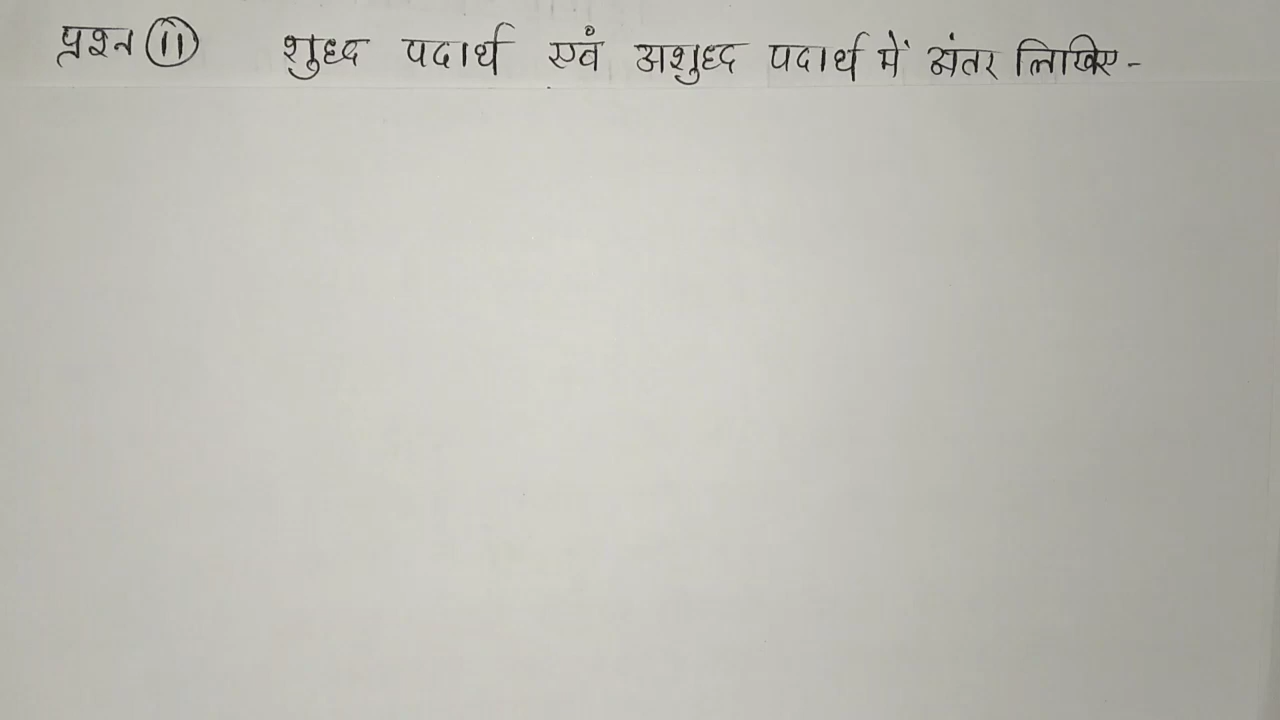 प्रश्न (11) शुध्द पदार्थ एवं अशुध्द पदार्थ में अंतर लिखिए -